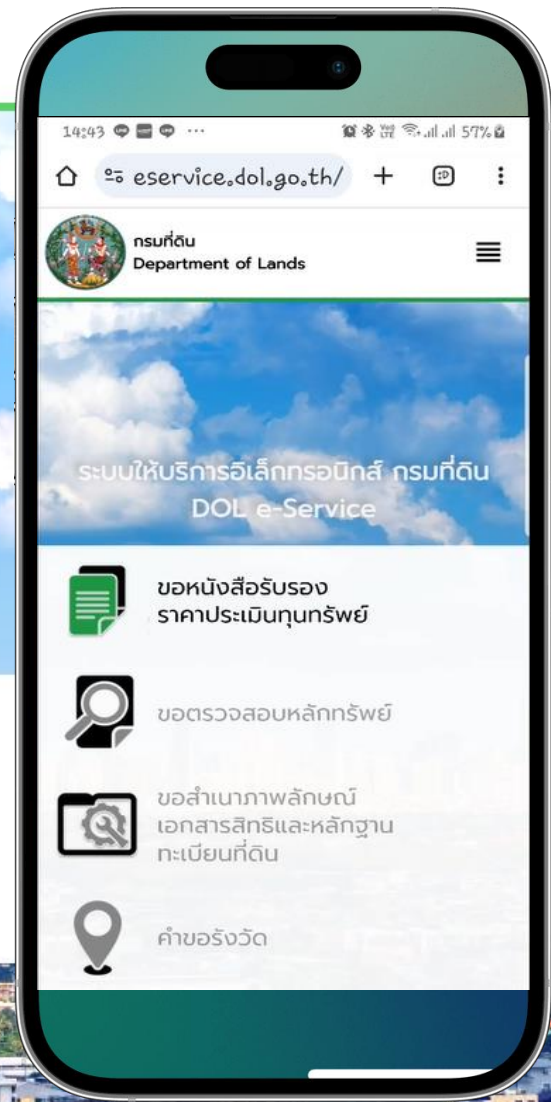 14:43
57%
eservice.dol.go.th/
กรมที่ดิน
Department of Lands
ระบบให้บริการอิเล็กทรอนิกส์ กรมที่ดิน
DOL e-Service
ขอหนังสือรับรอง
ราคาประเมินทุนทรัพย์
ขอตรวจสอบหลักทรัพย์
ขอสำเนาภาพลักษณ์
เอกสารสิทธิและหลักฐาน
ทะเบียนที่ดิน
คำขอรังวัด